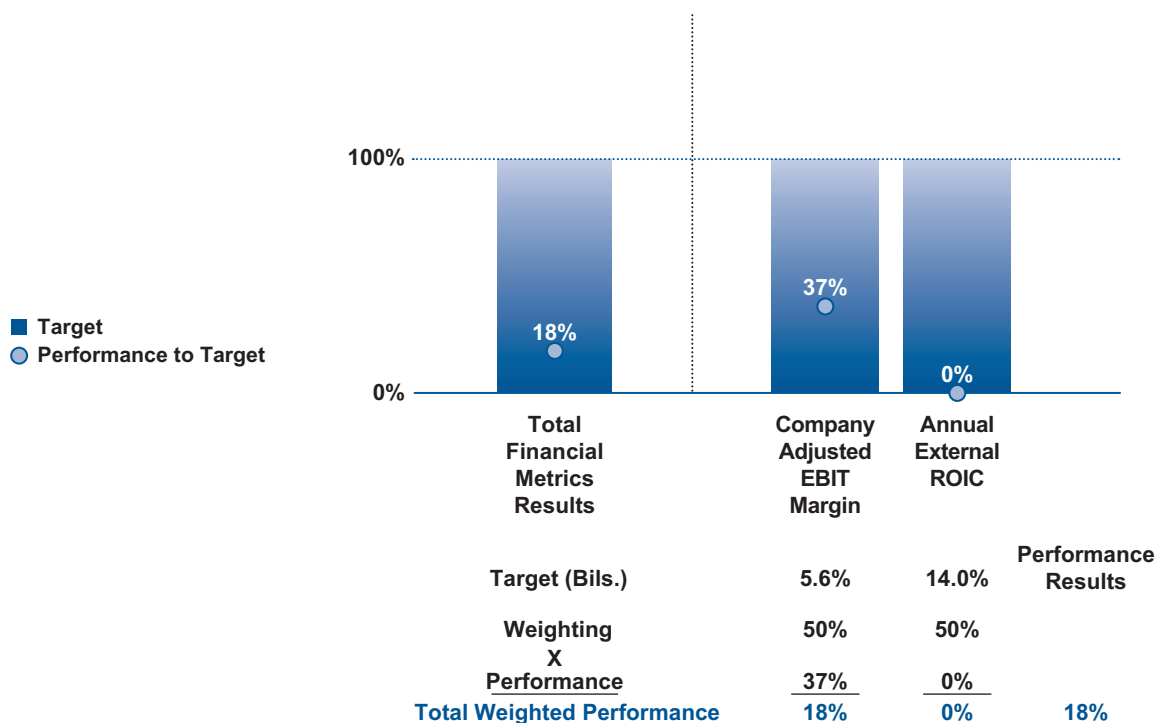 100%
37%
Target
18%
Performance to Target
0%
0%
Total
Financial
Metrics
Results
Company
Adjusted
EBIT
Margin
Annual
External
ROIC
Performance
Results
Target (Bils.) 5.6% 14.0%
Weighting 50% 50%
X
Performance 37% 0%
Total Weighted Performance 18% 0% 18%